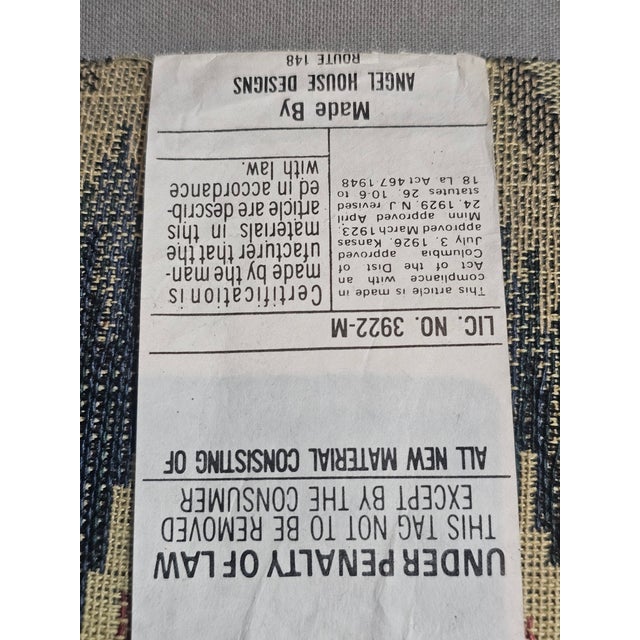 UNDER PENALTY OF LAW
THIS TAG NOT TO BE REMOVED
EXCEPT BY THE CONSUMER
ALL NEW MATERIAL CONSISTING OF
LIC. NO. 3922-M
This article is made in
compliance with an
Act of the Dist of
Columbia approved
July 3, 1926. Kansas
approved March 1923.
Minn approved April
24. 1929. N J revised
statutes 26. 10-6 to
18 La. Act 467 1948
Certification is
made by the man-
ufacturer that the
materials in this
article are describ-
ed in accordance
with law.
Made By
ANGEL HOUSE DESIGNS
ROUTE 148